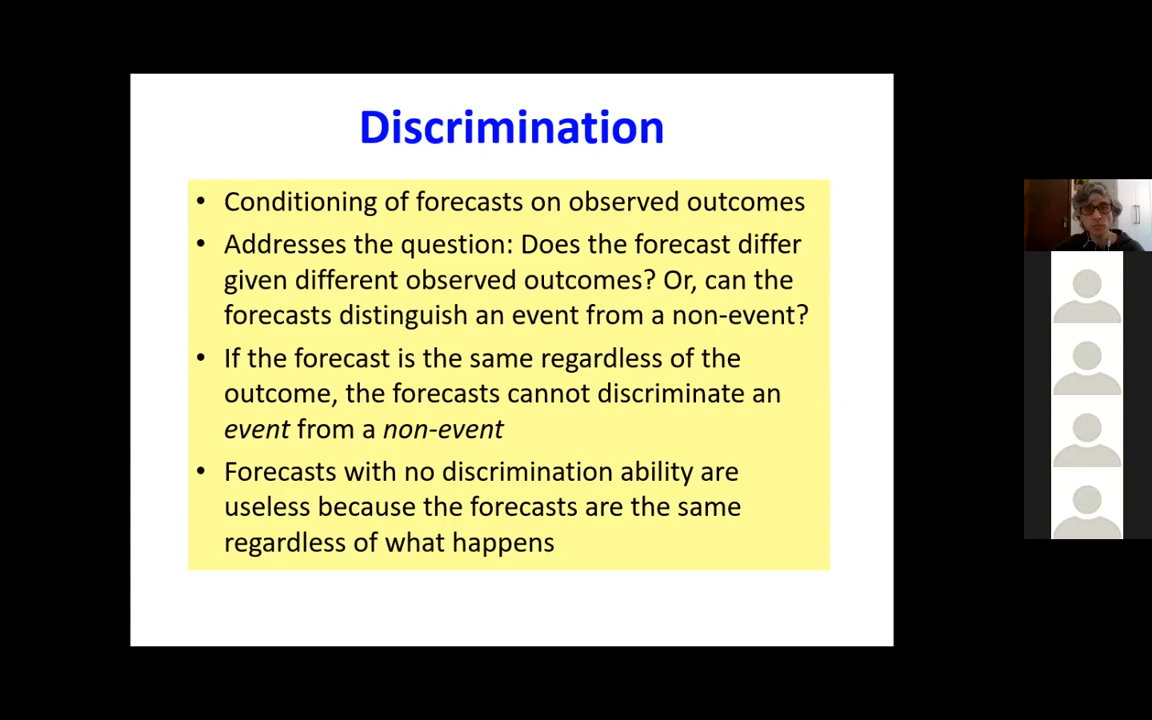 Discrimination
• Conditioning of forecasts on observed outcomes
• Addresses the question: Does the forecast differ
given different observed outcomes? Or, can the
forecasts distinguish an event from a non-event?
• If the forecast is the same regardless of the
outcome, the forecasts cannot discriminate an
event from a non-event
• Forecasts with no discrimination ability are
useless because the forecasts are the same
regardless of what happens